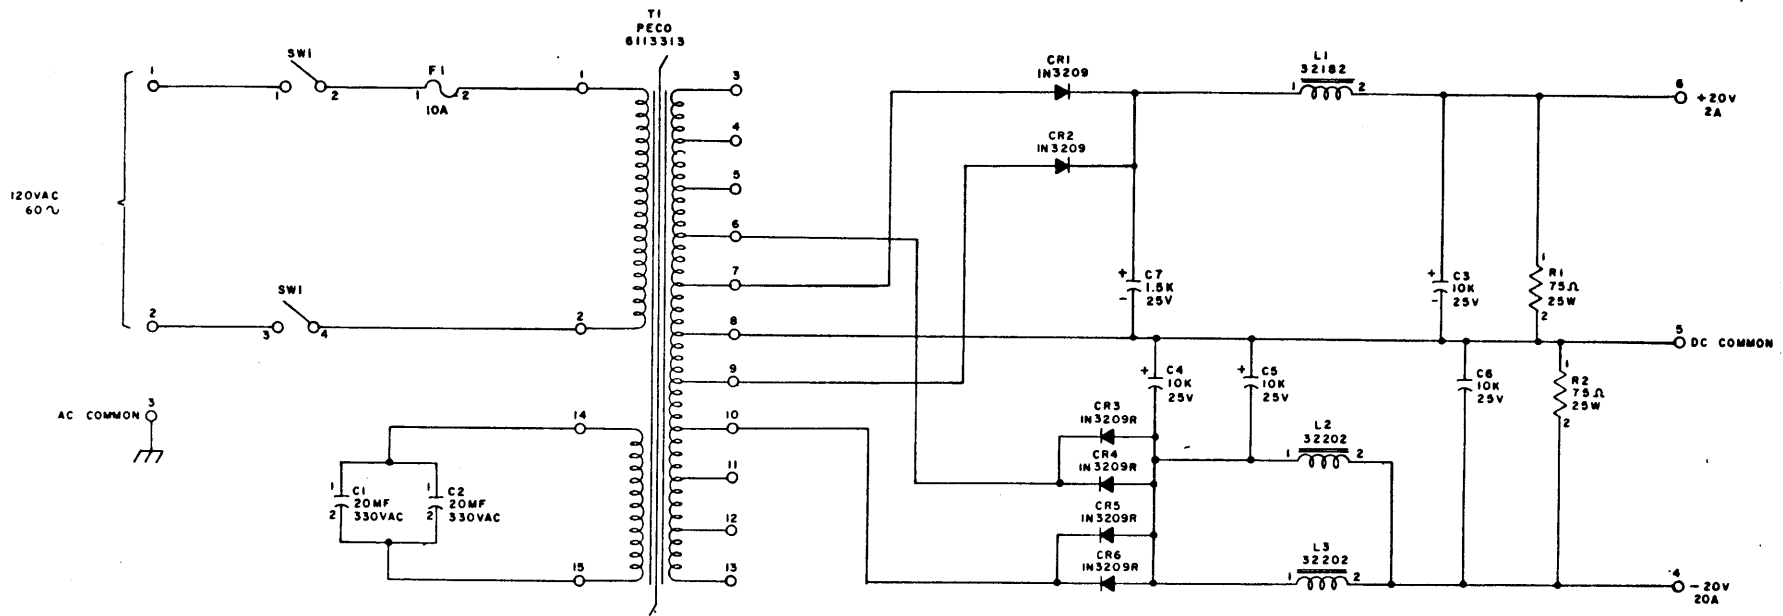 T1
PECO
6113313
SW1
1
1
2
F1
1
2
10A
1
3
4
5
6
7
8
9
10
11
12
13
120VAC
60∿
2
SW1
3
4
2
AC COMMON
3
14
15
1
C1
20MF
2
330VAC
1
C2
20MF
2
330VAC
CR1
1N3209
CR2
1N3209
L1
32182
1
2
6
+20V
2A
+
C7
1.5K
-
25V
+
C3
10K
-
25V
1
R1
75Ω
25W
2
5
DC COMMON
+
C4
10K
25V
+
C5
10K
25V
C6
10K
25V
1
R2
75Ω
25W
2
CR3
1N3209R
CR4
1N3209R
CR5
1N3209R
CR6
1N3209R
L2
32202
1
2
L3
32202
1
2
4
-20V
20A